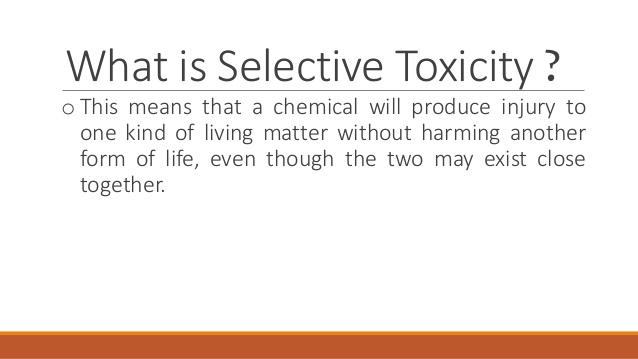 What is Selective Toxicity ?
o This means that a chemical will produce injury to
one kind of living matter without harming another
form of life, even though the two may exist close
together.